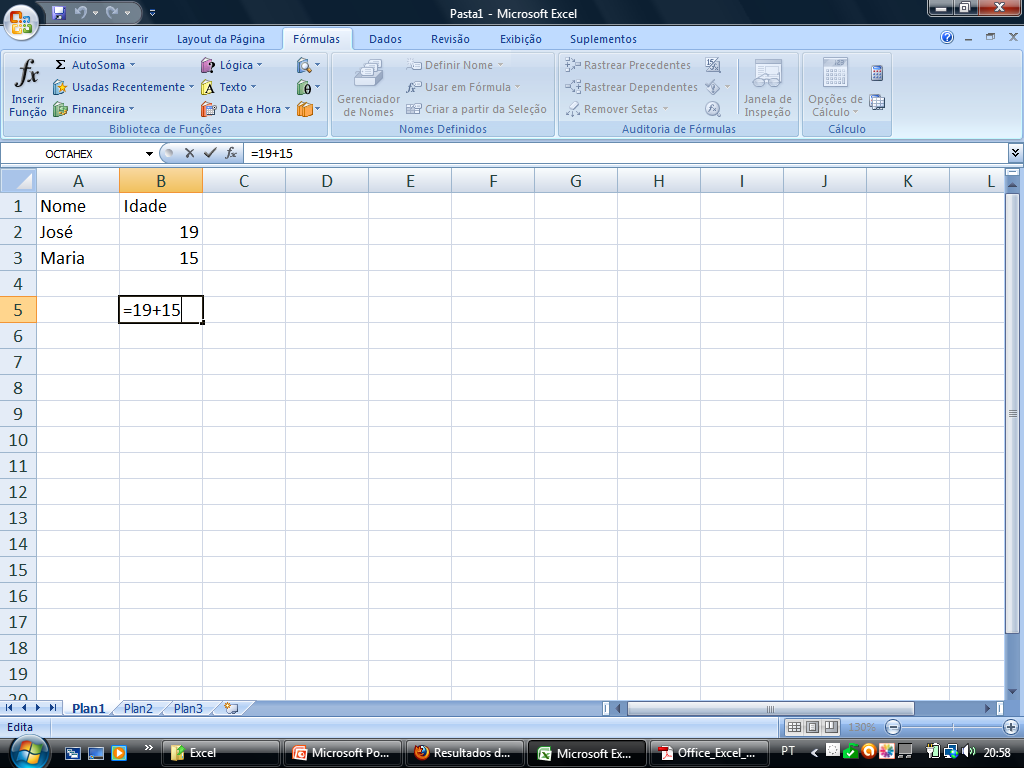 Pasta1 - Microsoft Excel
Início Inserir Layout da Página Fórmulas Dados Revisão Exibição Suplementos
fx Inserir Função
Σ AutoSoma
Usadas Recentemente
Financeira
Lógica
A Texto
Data e Hora
θ
Biblioteca de Funções
Gerenciador de Nomes
Definir Nome
fx Usar em Fórmula
Criar a partir da Seleção
Nomes Definidos
Rastrear Precedentes
Rastrear Dependentes
Remover Setas
Janela de Inspeção
Auditoria de Fórmulas
Opções de Cálculo
Cálculo
OCTAHEX fx =19+15
A B C D E F G H I J K L
1 Nome Idade
2 José 19
3 Maria 15
4
5 =19+15
6
7
8
9
10
11
12
13
14
15
16
17
18
19
20
Plan1 Plan2 Plan3
Edita 130%
Excel Microsoft Po... Resultados d... Microsoft Ex... Office_Excel_... PT 20:58